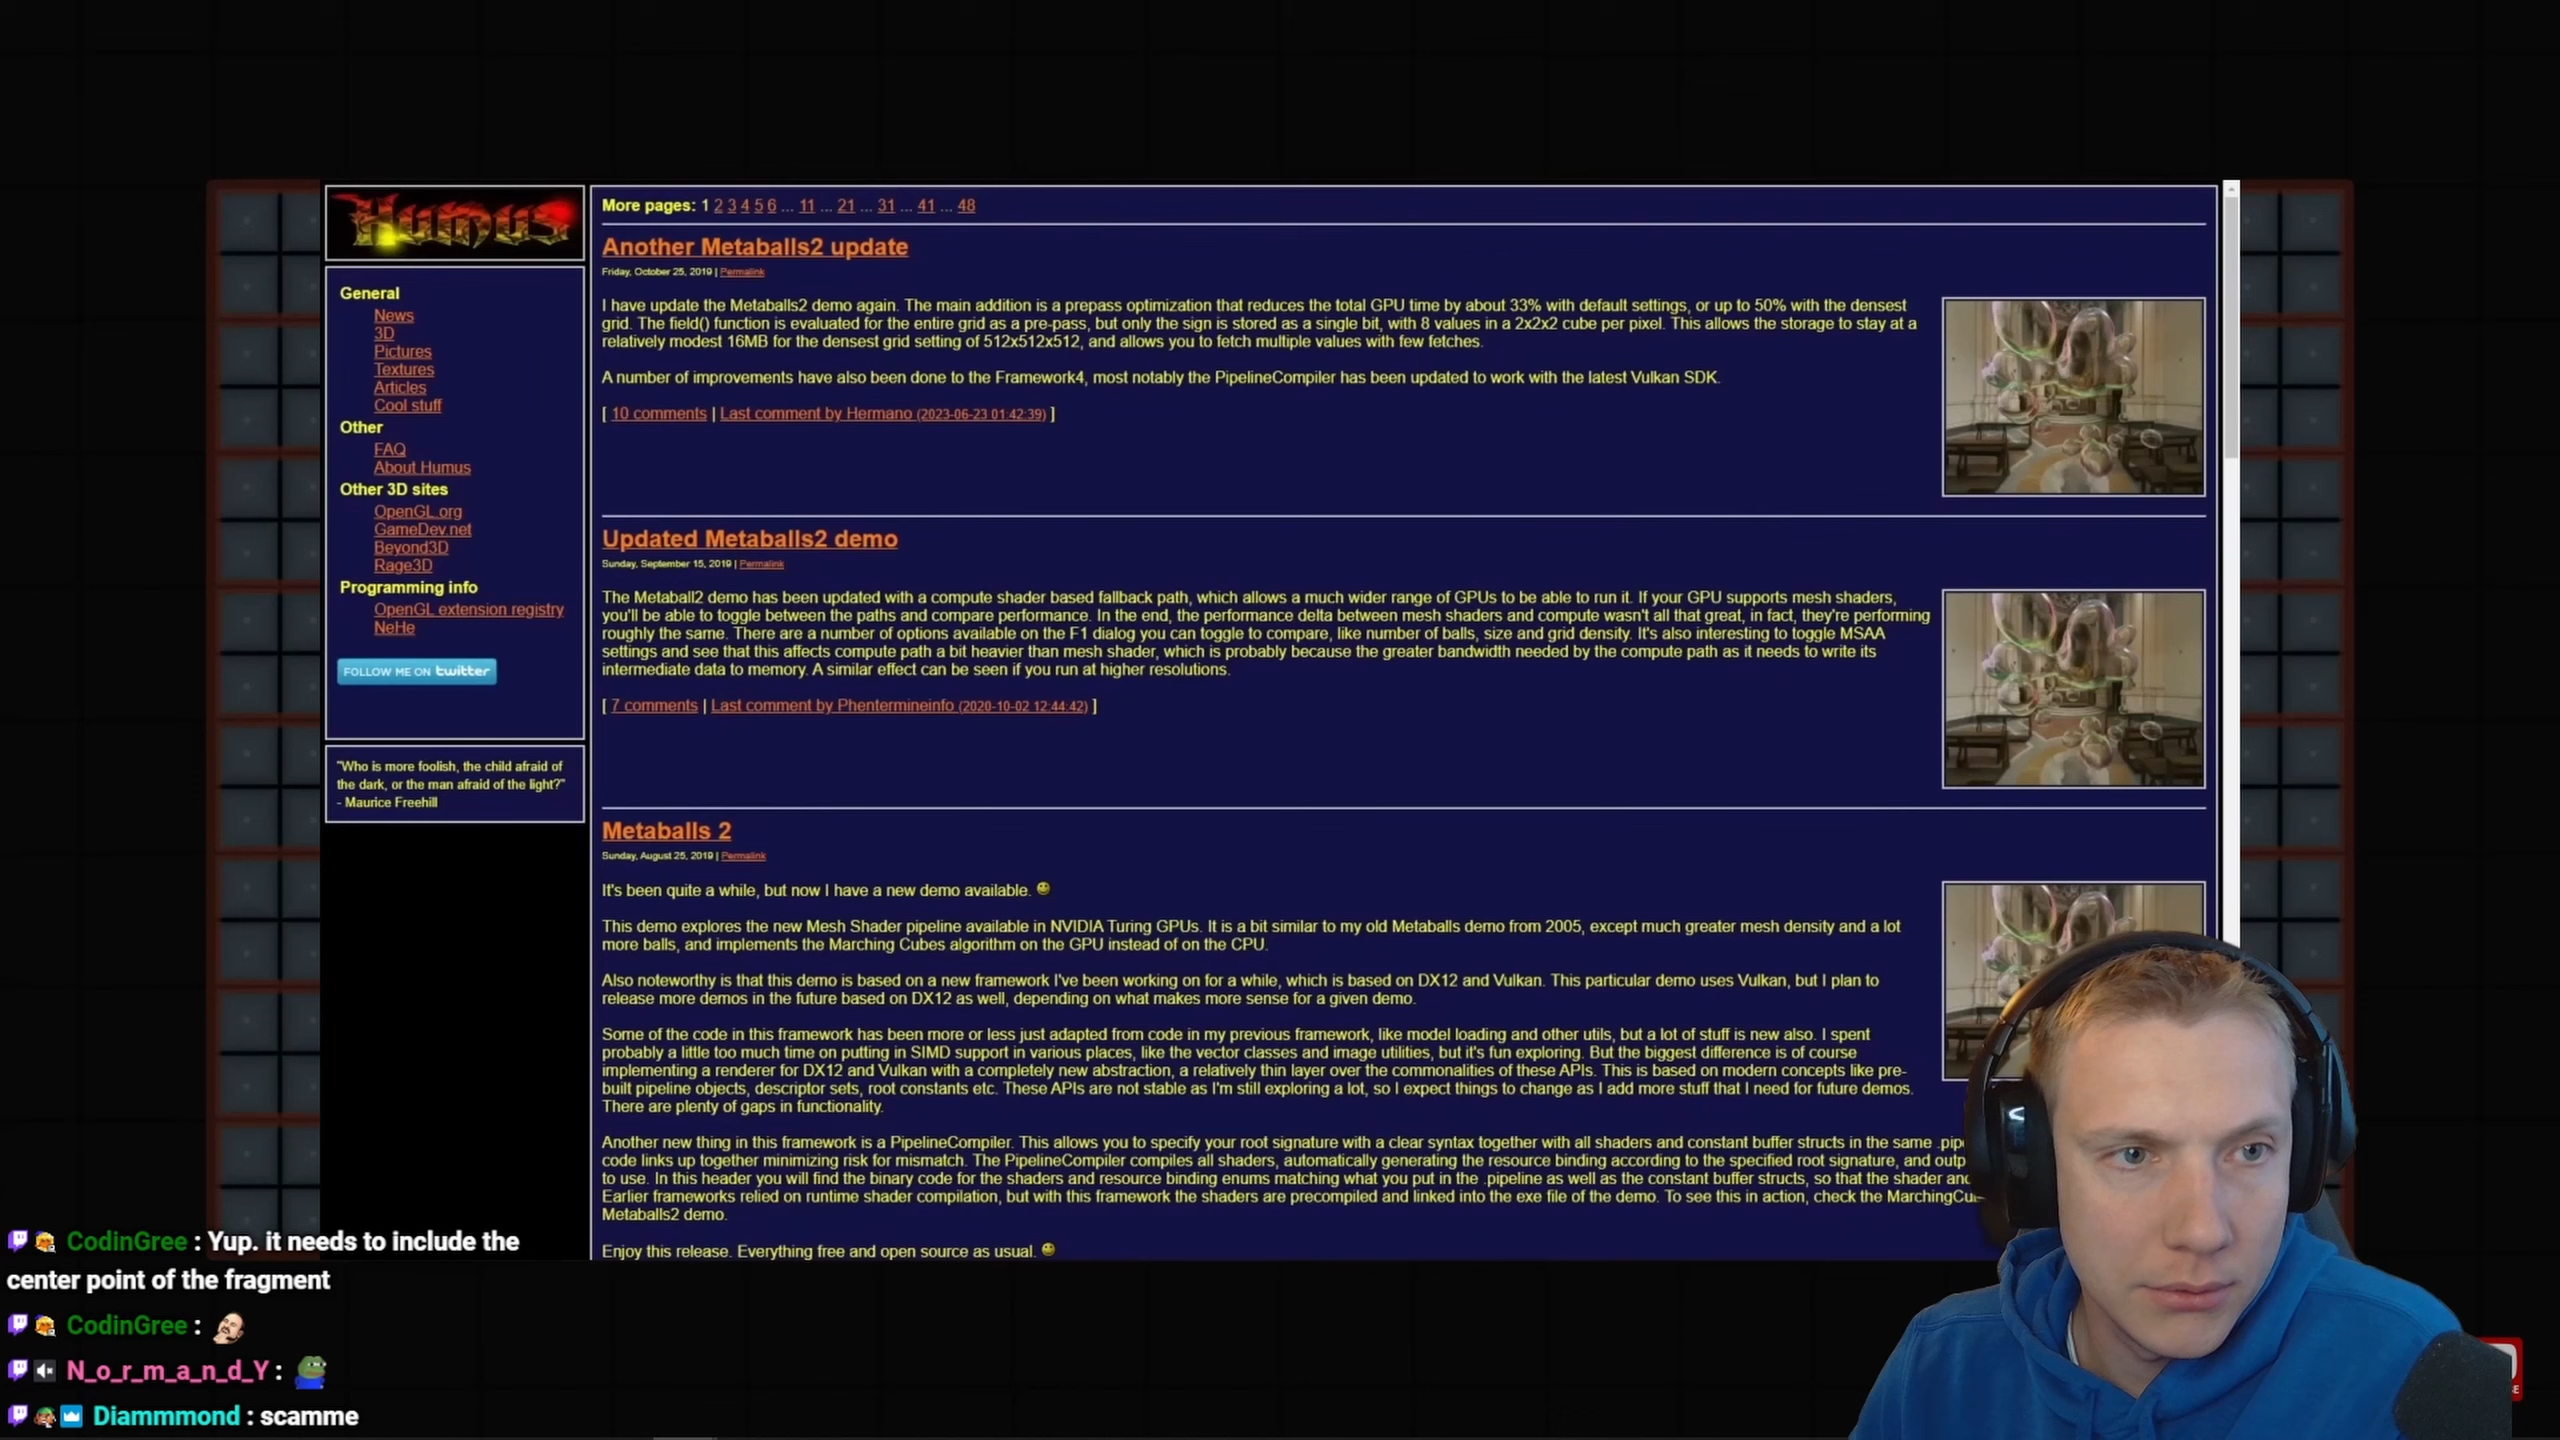 Humus
General
News
3D
Pictures
Textures
Articles
Cool stuff
Other
FAQ
About Humus
Other 3D sites
OpenGL.org
GameDev.net
Beyond3D
Rage3D
Programming info
OpenGL extension registry
NeHe
FOLLOW ME ON twitter
"Who is more foolish, the child afraid of
the dark, or the man afraid of the light?"
- Maurice Freehill
More pages: 1 2 3 4 5 6 ... 11 ... 21 ... 31 ... 41 ... 48
Another Metaballs2 update
Friday, October 25, 2019 | Permalink
I have update the Metaballs2 demo again. The main addition is a prepass optimization that reduces the total GPU time by about 33% with default settings, or up to 50% with the densest
grid. The field() function is evaluated for the entire grid as a pre-pass, but only the sign is stored as a single bit, with 8 values in a 2x2x2 cube per pixel. This allows the storage to stay at a
relatively modest 16MB for the densest grid setting of 512x512x512, and allows you to fetch multiple values with few fetches.
A number of improvements have also been done to the Framework4, most notably the PipelineCompiler has been updated to work with the latest Vulkan SDK.
[ 10 comments | Last comment by Hermano (2023-06-23 01:42:39) ]
Updated Metaballs2 demo
Sunday, September 15, 2019 | Permalink
The Metaball2 demo has been updated with a compute shader based fallback path, which allows a much wider range of GPUs to be able to run it. If your GPU supports mesh shaders,
you'll be able to toggle between the paths and compare performance. In the end, the performance delta between mesh shaders and compute wasn't all that great, in fact, they're performing
roughly the same. There are a number of options available on the F1 dialog you can toggle to compare, like number of balls, size and grid density. It's also interesting to toggle MSAA
settings and see that this affects compute path a bit heavier than mesh shader, which is probably because the greater bandwidth needed by the compute path as it needs to write its
intermediate data to memory. A similar effect can be seen if you run at higher resolutions.
[ 7 comments | Last comment by Phentermineinfo (2020-10-02 12:44:42) ]
Metaballs 2
Sunday, August 25, 2019 | Permalink
It's been quite a while, but now I have a new demo available.
This demo explores the new Mesh Shader pipeline available in NVIDIA Turing GPUs. It is a bit similar to my old Metaballs demo from 2005, except much greater mesh density and a lot
more balls, and implements the Marching Cubes algorithm on the GPU instead of on the CPU.
Also noteworthy is that this demo is based on a new framework I've been working on for a while, which is based on DX12 and Vulkan. This particular demo uses Vulkan, but I plan to
release more demos in the future based on DX12 as well, depending on what makes more sense for a given demo.
Some of the code in this framework has been more or less just adapted from code in my previous framework, like model loading and other utils, but a lot of stuff is new also. I spent
probably a little too much time on putting in SIMD support in various places, like the vector classes and image utilities, but it's fun exploring. But the biggest difference is of course
implementing a renderer for DX12 and Vulkan with a completely new abstraction, a relatively thin layer over the commonalities of these APIs. This is based on modern concepts like pre-
built pipeline objects, descriptor sets, root constants etc. These APIs are not stable as I'm still exploring a lot, so I expect things to change as I add more stuff that I need for future demos.
There are plenty of gaps in functionality.
Another new thing in this framework is a PipelineCompiler. This allows you to specify your root signature with a clear syntax together with all shaders and constant buffer structs in the same
code links up together minimizing risk for mismatch. The PipelineCompiler compiles all shaders, automatically generating the resource binding according to the specified root signature, and
to use. In this header you will find the binary code for the shaders and resource binding enums matching what you put in the .pipeline as well as the constant buffer structs, so that the shader
Earlier frameworks relied on runtime shader compilation, but with this framework the shaders are precompiled and linked into the exe file of the demo. To see this in action, check the
Metaballs2 demo.
Enjoy this release. Everything free and open source as usual.
CodinGree : Yup. it needs to include the
center point of the fragment
CodinGree :
N_o_r_m_a_n_d_Y :
Diammmond : scamme